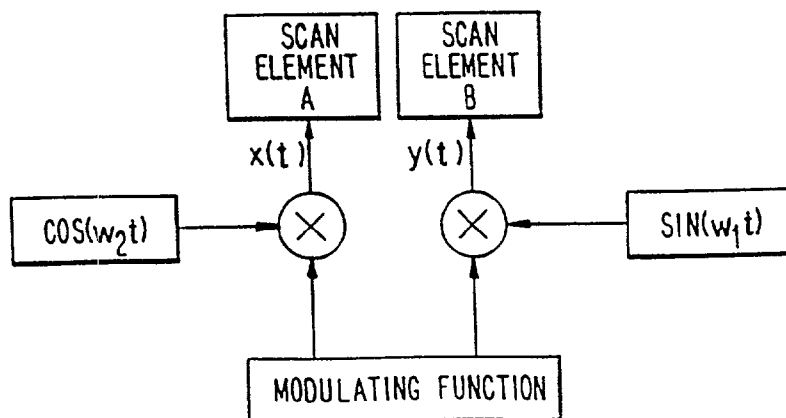 SCAN
ELEMENT
A
SCAN
ELEMENT
B
x(t)
y(t)
COS(w₂t)
SIN(w₁t)
MODULATING FUNCTION